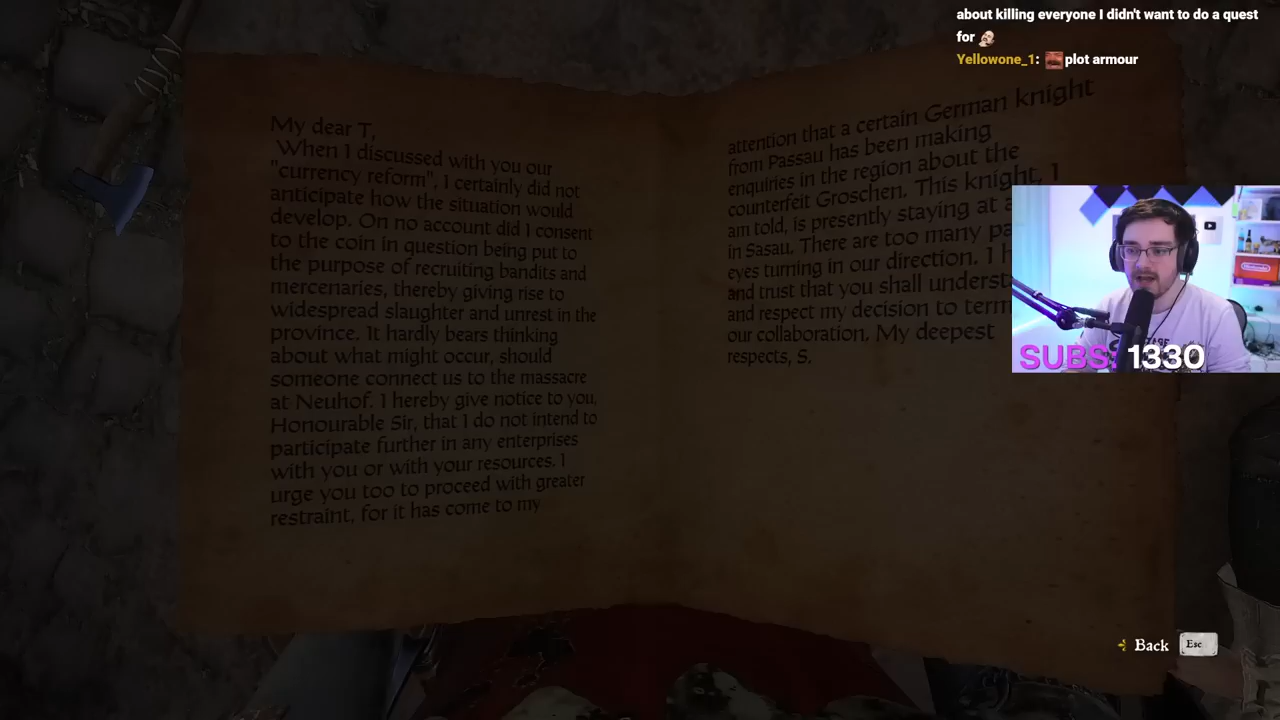 about killing everyone I didn't want to do a quest
for
Yellowone_1: plot armour
My dear T,
When I discussed with you our
"currency reform", I certainly did not
anticipate how the situation would
develop. On no account did I consent
to the coin in question being put to
the purpose of recruiting bandits and
mercenaries, thereby giving rise to
widespread slaughter and unrest in the
province. It hardly bears thinking
about what might occur, should
someone connect us to the massacre
at Neuhof. I hereby give notice to you,
Honourable Sir, that I do not intend to
participate further in any enterprises
with you or with your resources. I
urge you too to proceed with greater
restraint, for it has come to my
attention that a certain German knight
from Passau has been making
enquiries in the region about the
counterfeit Groschen. This knight, I
am told, is presently staying at
in Sasau. There are too many
eyes turning in our direction. I
and trust that you shall
and respect my decision to
our collaboration. My deepest
respects, S.
SUBS: 1330
Nintendo
Back Esc